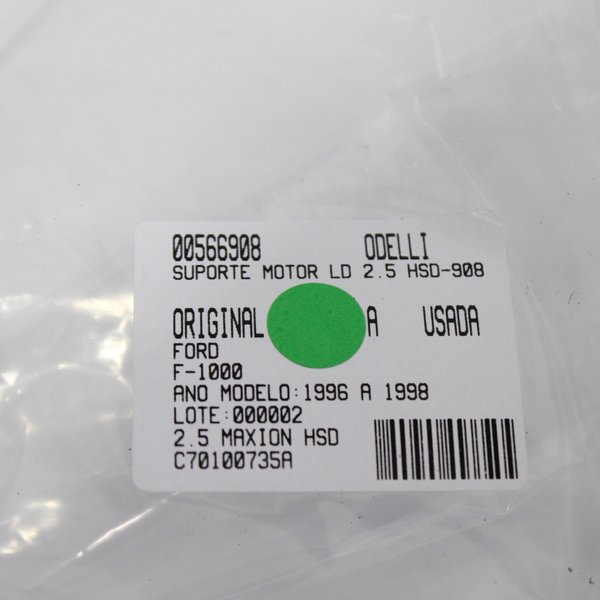 00566908 ODELLI
SUPORTE MOTOR LD 2.5 HSD-908
ORIGINAL A USADA
FORD
F-1000
ANO MODELO:1996 A 1998
LOTE:000002
2.5 MAXION HSD
C70100735A